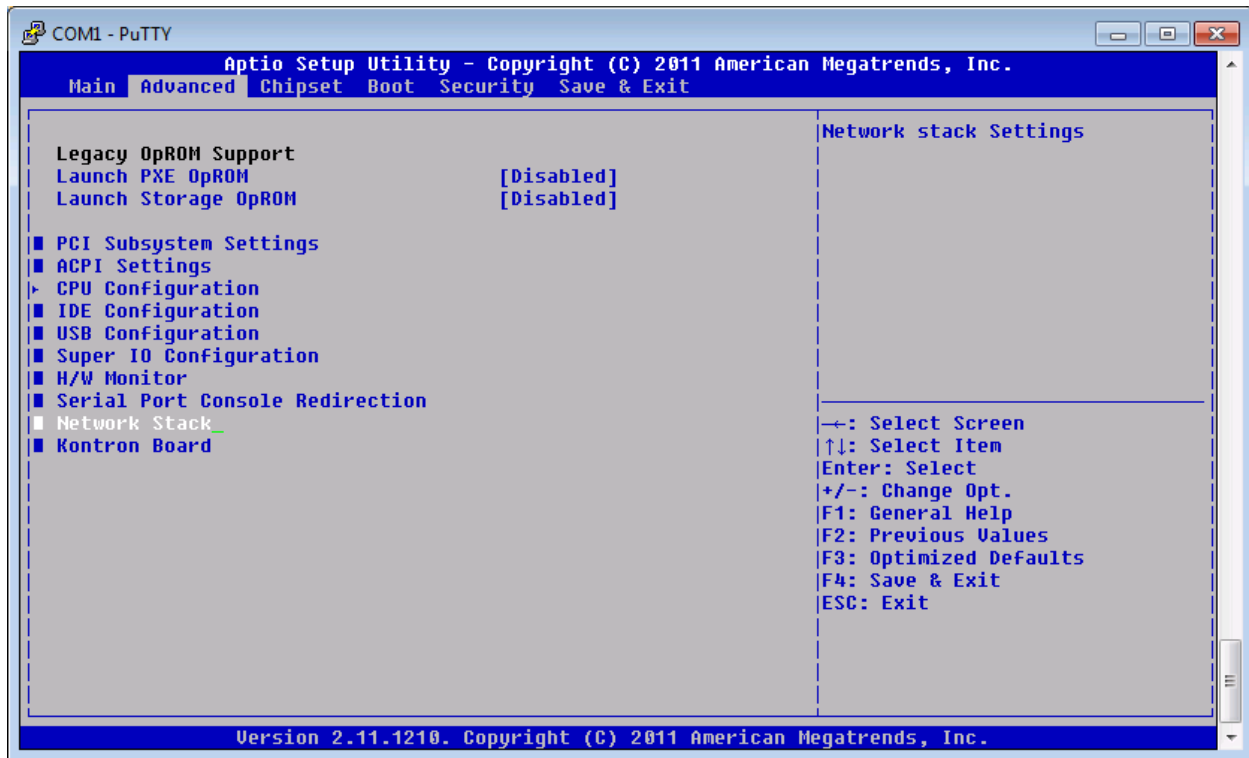 COM1 - PuTTY
Aptio Setup Utility - Copyright (C) 2011 American Megatrends, Inc.
Main Advanced Chipset Boot Security Save & Exit
Legacy OpROM Support
Launch PXE OpROM [Disabled]
Launch Storage OpROM [Disabled]
PCI Subsystem Settings
ACPI Settings
CPU Configuration
IDE Configuration
USB Configuration
Super IO Configuration
H/W Monitor
Serial Port Console Redirection
Network Stack
Kontron Board
Network stack Settings
→←: Select Screen
↑↓: Select Item
Enter: Select
+/-: Change Opt.
F1: General Help
F2: Previous Values
F3: Optimized Defaults
F4: Save & Exit
ESC: Exit
Version 2.11.1210. Copyright (C) 2011 American Megatrends, Inc.